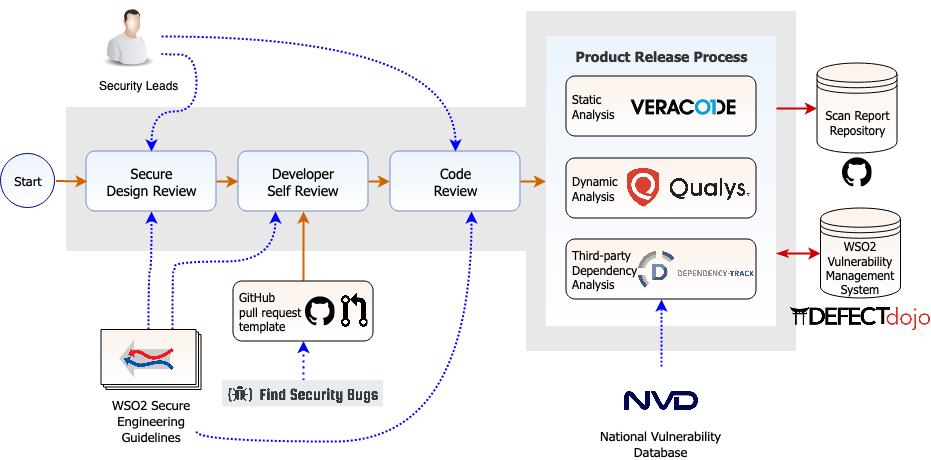 Security Leads
Start
Secure
Design Review
Developer
Self Review
Code
Review
Product Release Process
Static
Analysis
VERACODE
Dynamic
Analysis
Qualys.
Third-party
Dependency
Analysis
D
DEPENDENCY-TRACK
Scan Report
Repository
WSO2
Vulnerability
Management
System
DEFECTdojo
GitHub
pull request
template
Find Security Bugs
WSO2 Secure
Engineering
Guidelines
NVD
National Vulnerability
Database